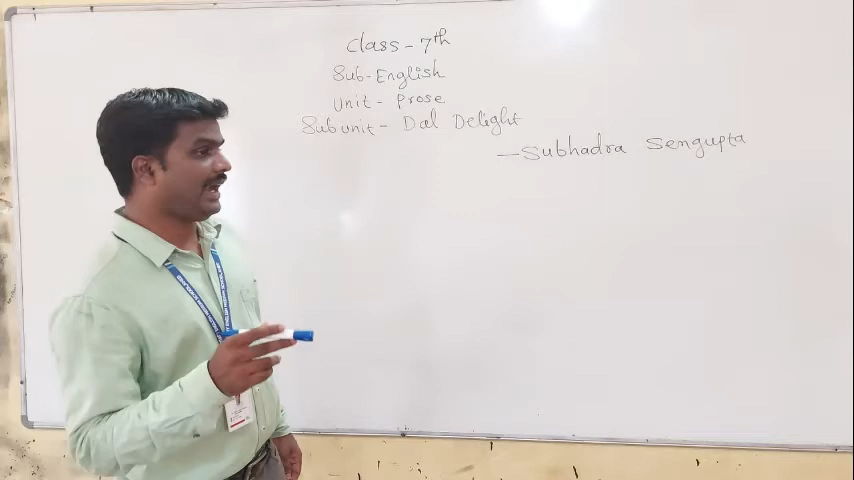 Class - 7th
Sub - English
Unit - Prose
Subunit - Dal Delight
- Subhadra Sengupta